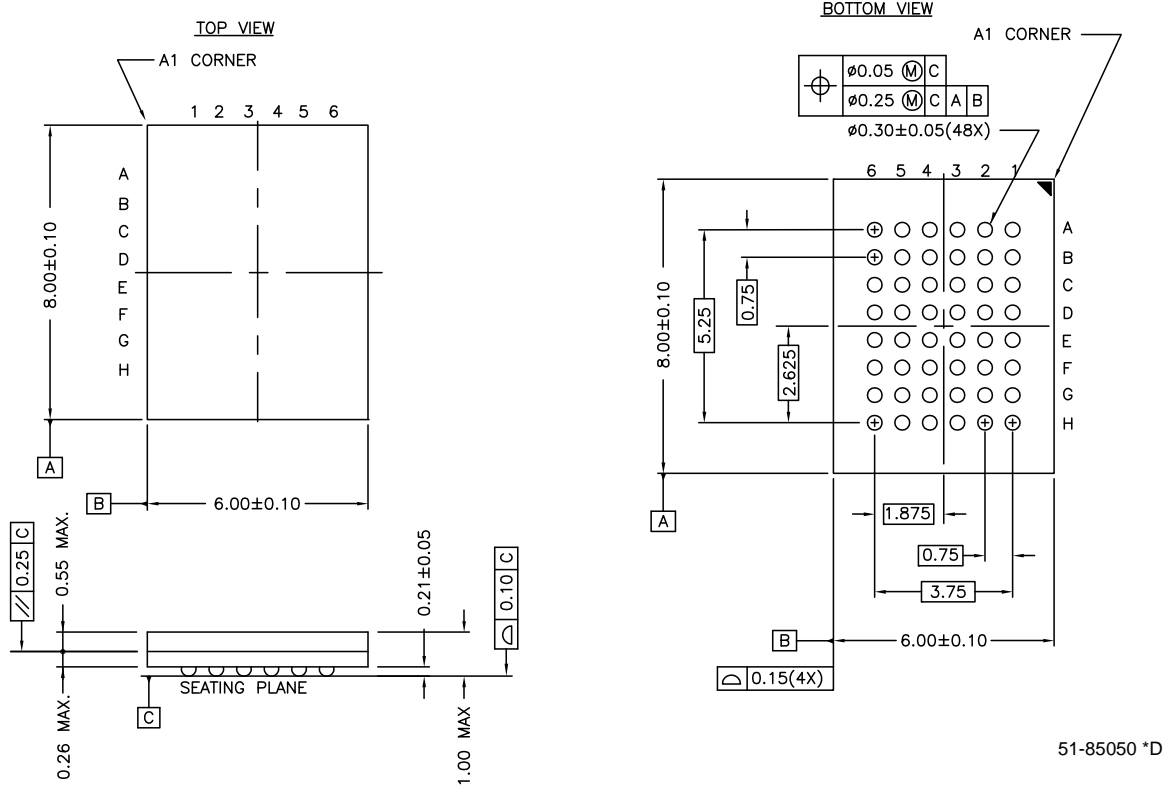 TOP VIEW
A1 CORNER
1 2 3 4 5 6
A
B
C
D
E
F
G
H
8.00±0.10
A
B
6.00±0.10
// 0.25 C
0.55 MAX.
0.26 MAX.
0.21±0.05
0.10 C
1.00 MAX
SEATING PLANE
C
BOTTOM VIEW
A1 CORNER
ø0.05 Ⓜ C
ø0.25 Ⓜ C A B
ø0.30±0.05(48X)
6 5 4 3 2 1
A
B
C
D
E
F
G
H
8.00±0.10
5.25
0.75
2.625
A
1.875
0.75
3.75
B
6.00±0.10
0.15(4X)
51-85050 *D